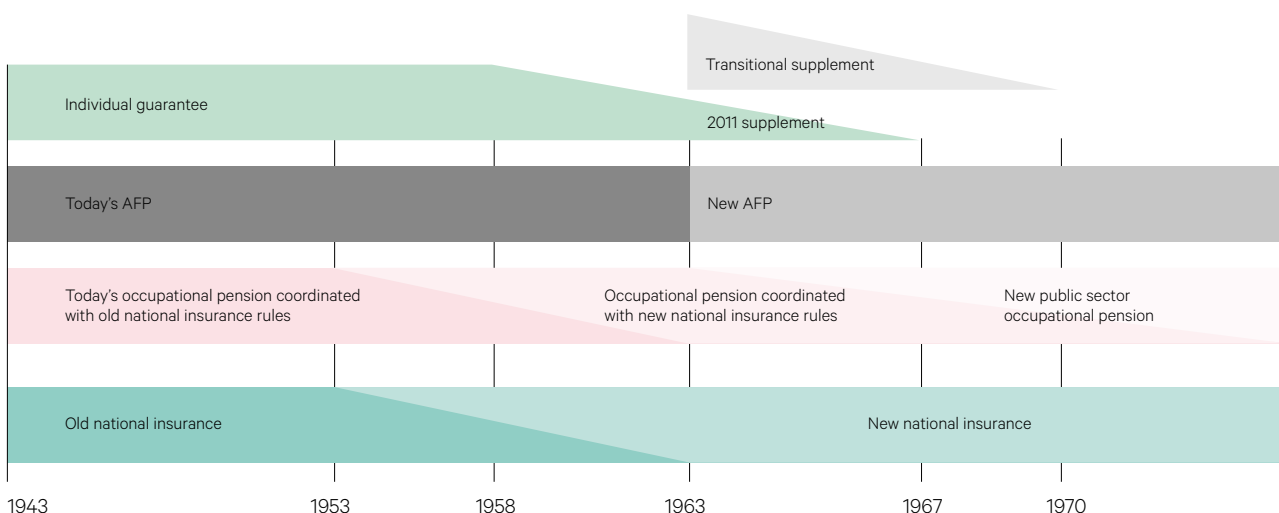 Transitional supplement
Individual guarantee
2011 supplement
Today’s AFP
New AFP
Today’s occupational pension coordinated
with old national insurance rules
Occupational pension coordinated
with new national insurance rules
New public sector
occupational pension
Old national insurance
New national insurance
1943
1953
1958
1963
1967
1970